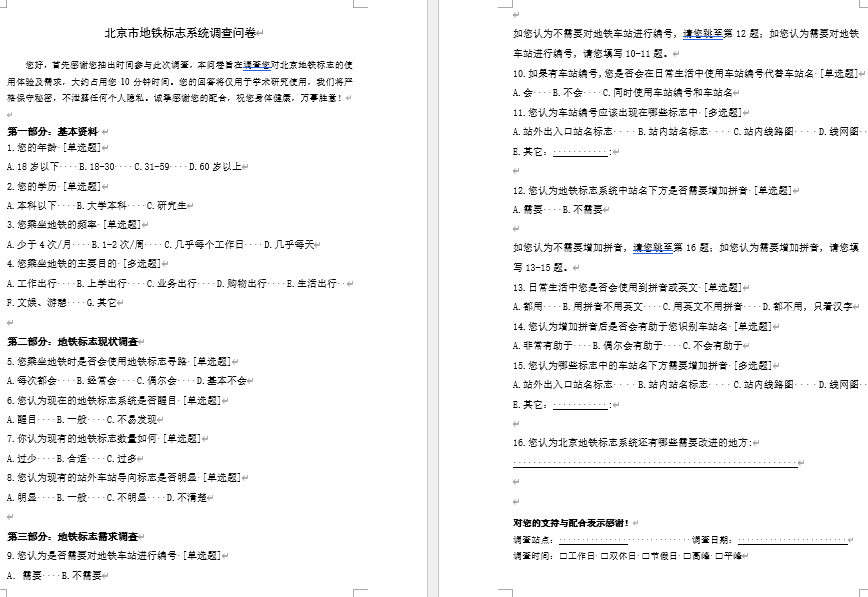 北京市地铁标志系统调查问卷
您好，首先感谢您抽出时间参与此次调查，本问卷旨在调查您对北京地铁标志的使
用体验及需求，大约占用您 10 分钟时间。您的回答将仅用于学术研究使用，我们将严
格保守秘密，不泄露任何个人隐私。诚挚感谢您的配合，祝您身体健康，万事胜意！
第一部分：基本资料
1.您的年龄 [单选题]
A.18 岁以下 B.18-30 C.31-59 D.60 岁以上
2.您的学历 [单选题]
A.本科以下 B.大学本科 C.研究生
3.您乘坐地铁的频率 [单选题]
A.少于 4 次/月 B.1-2 次/周 C.几乎每个工作日 D.几乎每天
4.您乘坐地铁的主要目的 [多选题]
A.工作出行 B.上学出行 C.业务出行 D.购物出行 E.生活出行
F.文娱、游憩 G.其它
第二部分：地铁标志现状调查
5.您乘坐地铁时是否会使用地铁标志寻路 [单选题]
A.每次都会 B.经常会 C.偶尔会 D.基本不会
6.您认为现在的地铁标志系统是否醒目 [单选题]
A.醒目 B.一般 C.不易发现
7.你认为现有的地铁标志数量如何 [单选题]
A.过少 B.合适 C.过多
8.您认为现有的站外车站导向标志是否明显 [单选题]
A.明显 B.一般 C.不明显 D.不清楚
第三部分：地铁标志需求调查
9.您认为是否需要对地铁车站进行编号 [单选题]
A. 需要 B.不需要
如您认为不需要对地铁车站进行编号，请您跳至第 12 题；如您认为需要对地铁
车站进行编号，请您填写 10-11 题。
10.如果有车站编号，您是否会在日常生活中使用车站编号代替车站名 [单选题]
A.会 B.不会 C.同时使用车站编号和车站名
11.您认为车站编号应该出现在哪些标志中 [多选题]
A.站外出入口站名标志 B.站内站名标志 C.站内线路图 D.线网图
E.其它：
12.您认为地铁标志系统中站名下方是否需要增加拼音 [单选题]
A.需要 B.不需要
如您认为不需要增加拼音，请您跳至第 16 题；如您认为需要增加拼音，请您填
写 13-15 题。
13.日常生活中您是否会使用到拼音或英文 [单选题]
A.都用 B.用拼音不用英文 C.用英文不用拼音 D.都不用，只看汉字
14.您认为增加拼音后是否会有助于您识别车站名 [单选题]
A.非常有助于 B.偶尔会有助于 C.不会有助于
15.您认为哪些标志中的车站名下方需要增加拼音 [多选题]
A.站外出入口站名标志 B.站内站名标志 C.站内线路图 D.线网图
E.其它：
16.您认为北京地铁标志系统还有哪些需要改进的地方：
对您的支持与配合表示感谢！
调查站点： 调查日期：
调查时间：□工作日 □双休日 □节假日 □高峰 □平峰